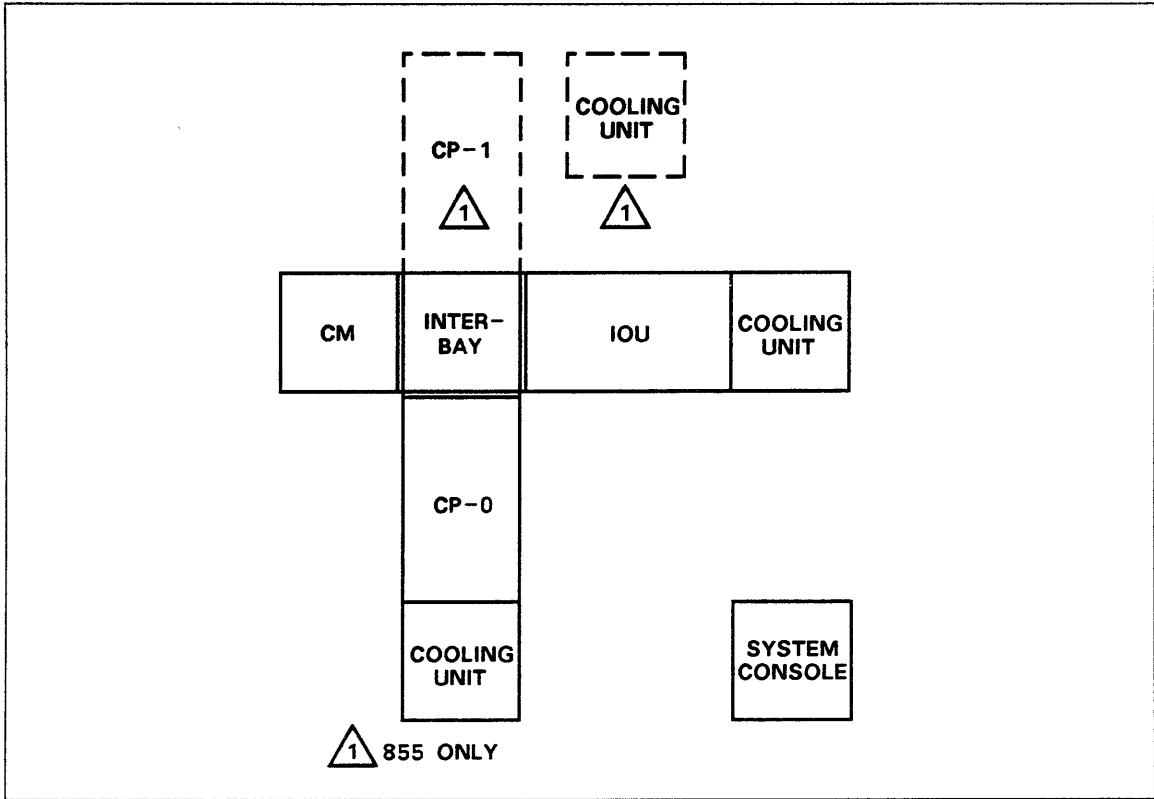 COOLING
UNIT
CP-1
1
1
CM
INTER-
BAY
IOU
COOLING
UNIT
CP-0
COOLING
UNIT
SYSTEM
CONSOLE
1 855 ONLY